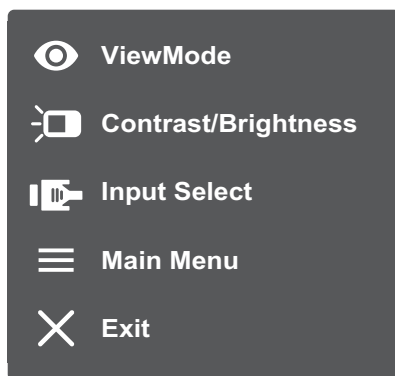 ViewMode
Contrast/Brightness
Input Select
Main Menu
Exit